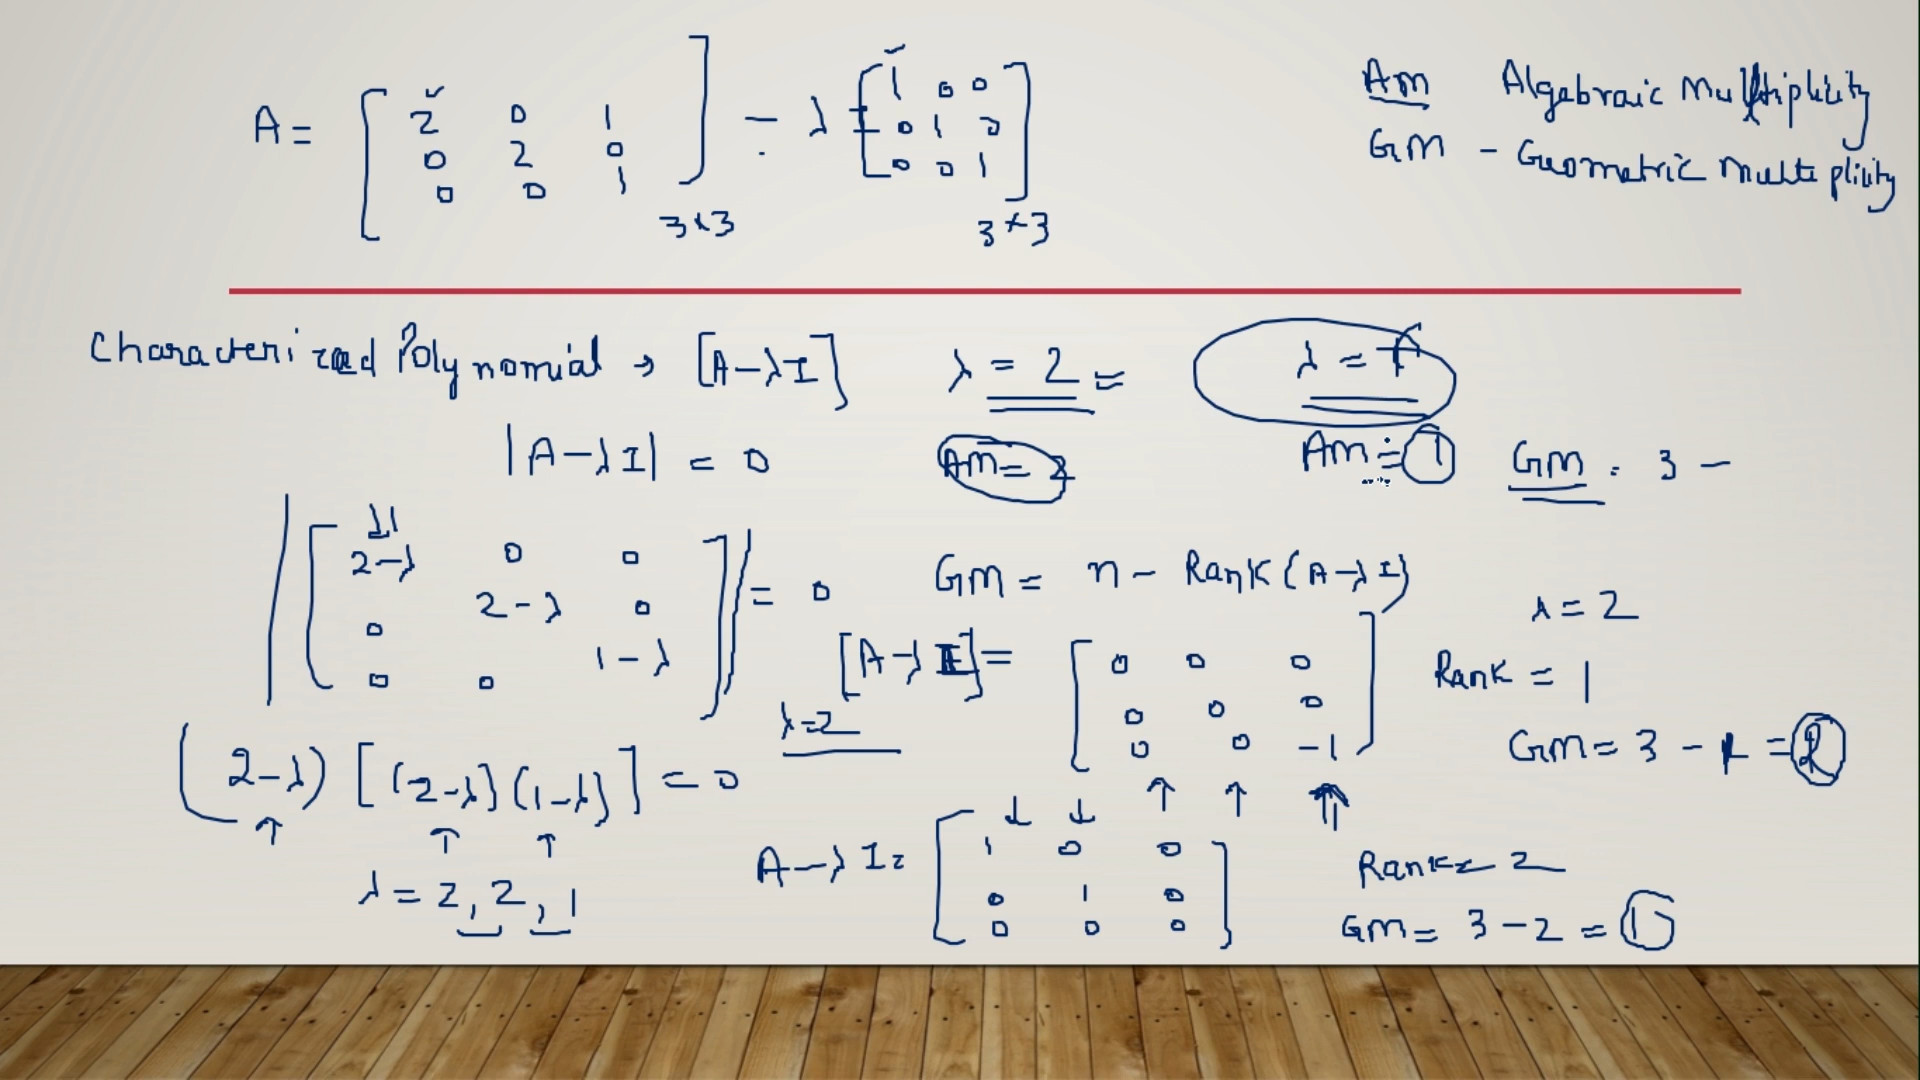 A = [ 2 0 1 ] - λ I [ 1 0 0 ]
0 2 0   0 1 0
0 0 1   0 0 1
3×3   3×3
Am Algebraic Multiplicity
GM - Geometric Multiplicity
Polynomial → [A-λI]
|A-λI| = 0
| [ 2-λ 0 0 ] | = 0
0 2-λ 0
0 0 1-λ
(2-λ) [(2-λ)(1-λ)] = 0
λ = 2, 2, 1
λ = 2 =
Am = 2
λ = 1
Am = 1 GM = 3 -
GM = n - Rank (A-λI)
[A-λI] = [ 0 0 0 ]
λ=2 0 0 0
0 0 -1
λ = 2
Rank = 1
GM = 3 - 1 = 2
A-λI = [ 1 0 0 ]
0 1 0
0 0 0
Rank = 2
GM = 3 - 2 = 1